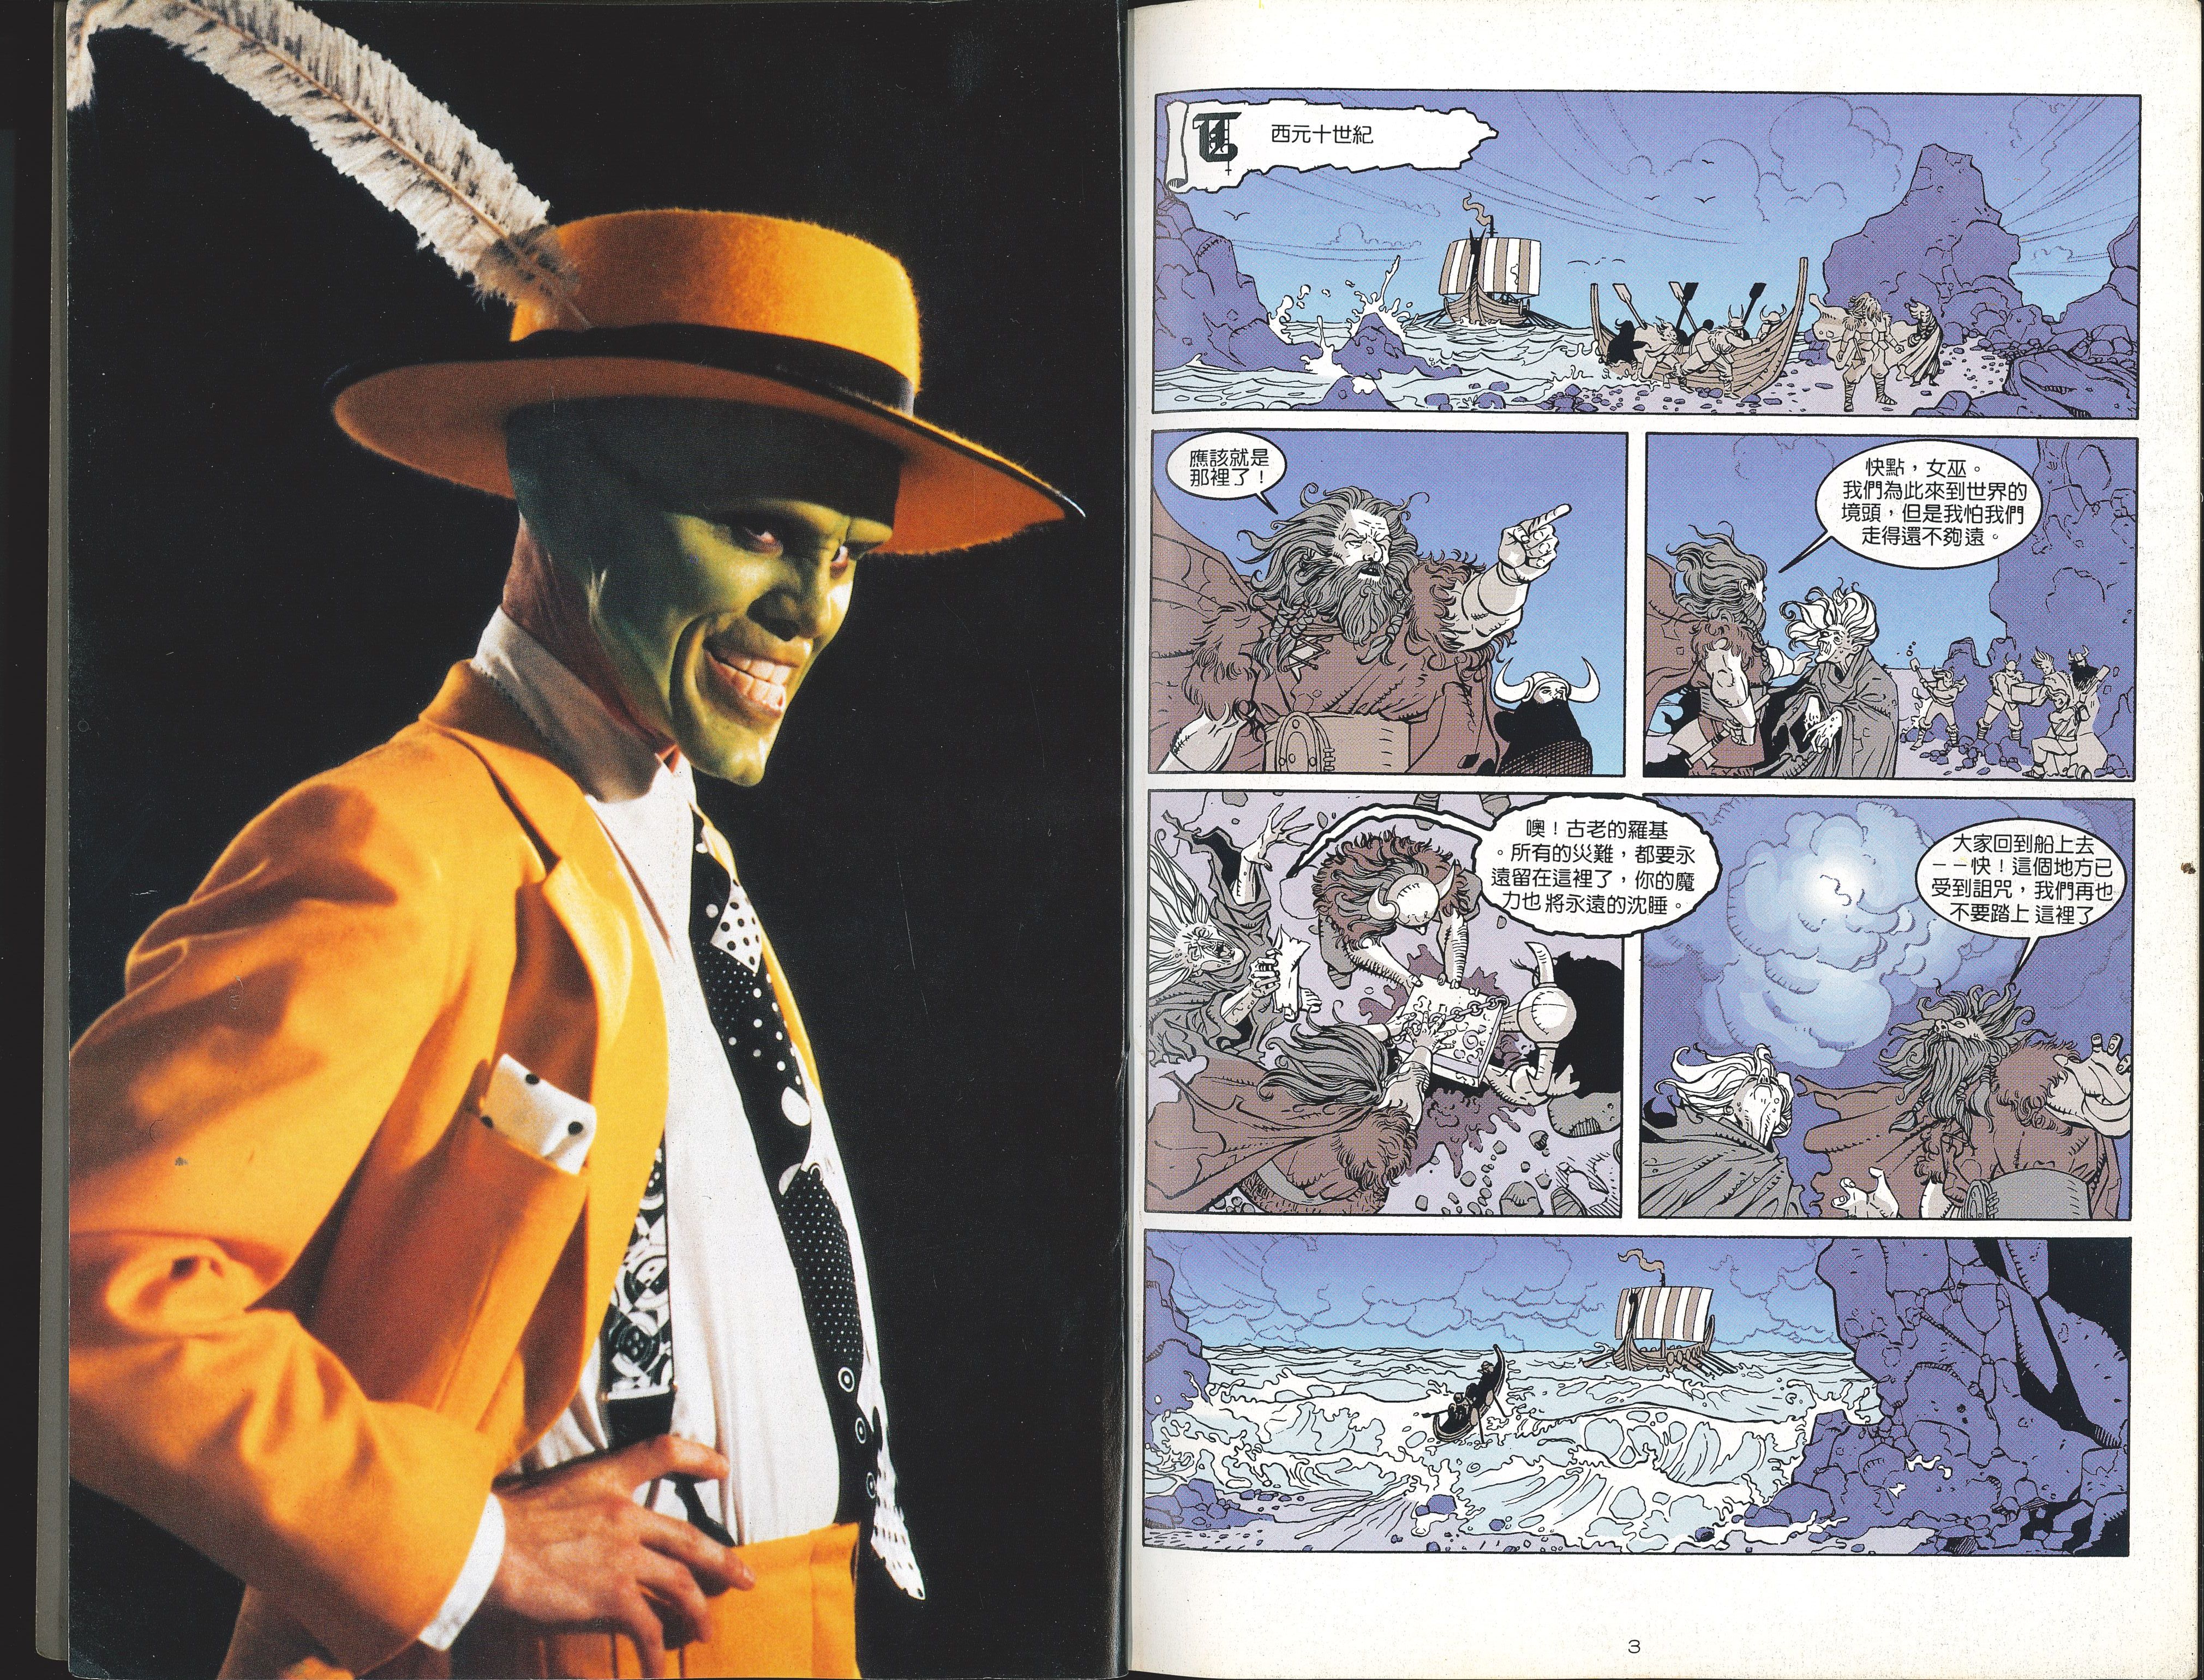 西元十世紀
應該就是
那裡了！
快點，女巫。
我們為此來到世界的
境頭，但是我怕我們
走得還不夠遠。
噢！古老的羅基
。所有的災難，都要永
遠留在這裡了，你的魔
力也將永遠的沈睡。
大家回到船上去
－－快！這個地方已
受到詛咒，我們再也
不要踏上這裡了
3